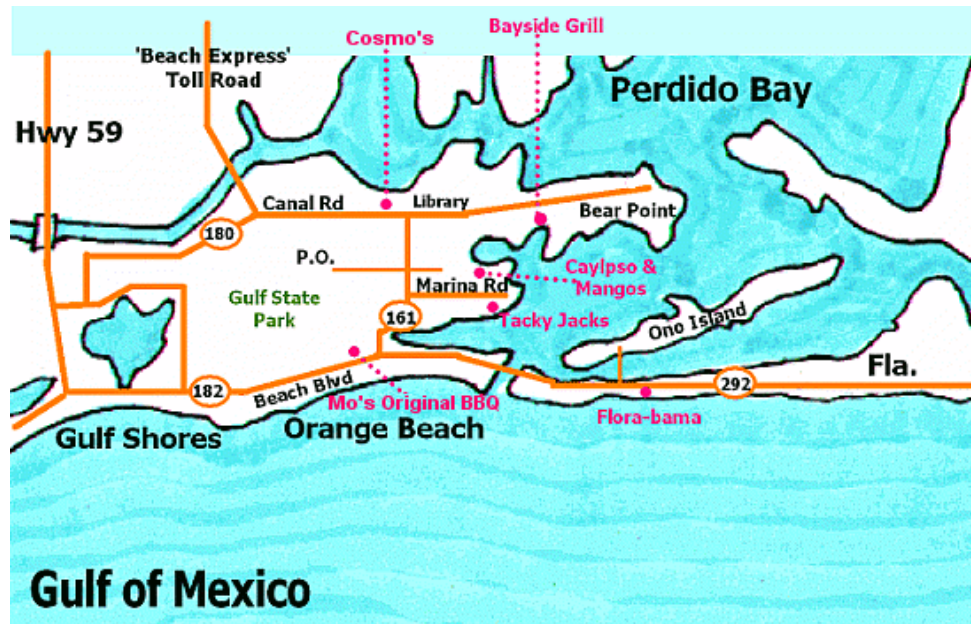 Bayside Grill
Cosmo's
'Beach Express'
Toll Road
Perdido Bay
Hwy 59
Canal Rd
Library
Bear Point
180
P.O.
Caylpso &
Mangos
Marina Rd
Gulf State
Park
161
Tacky Jacks
Ono Island
Fla.
182
Beach Blvd
292
Mo's Original BBQ
Flora-bama
Gulf Shores
Orange Beach
Gulf of Mexico